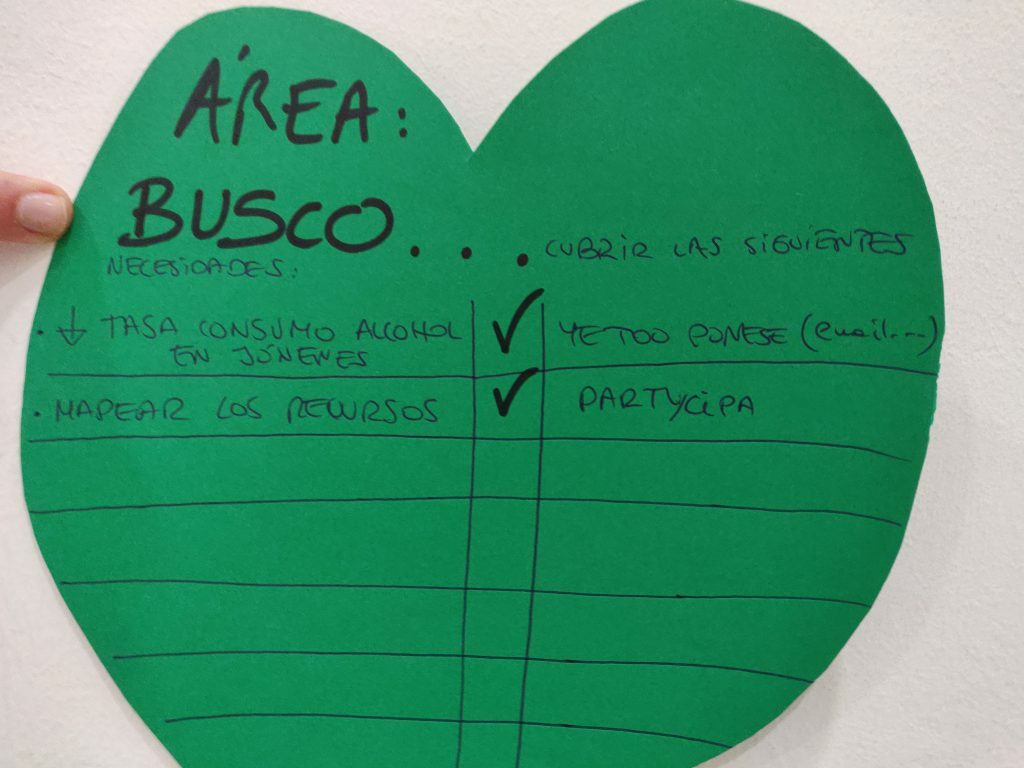 ÁREA:
BUSCO... CUBRIR LAS SIGUIENTES
NECESIDADES:
· ↓ TASA CONSUMO ALCOHOL ✓ YETOO PONESE (email...)
EN JÓVENES
· MAPEAR LOS RECURSOS ✓ PARTYCIPA